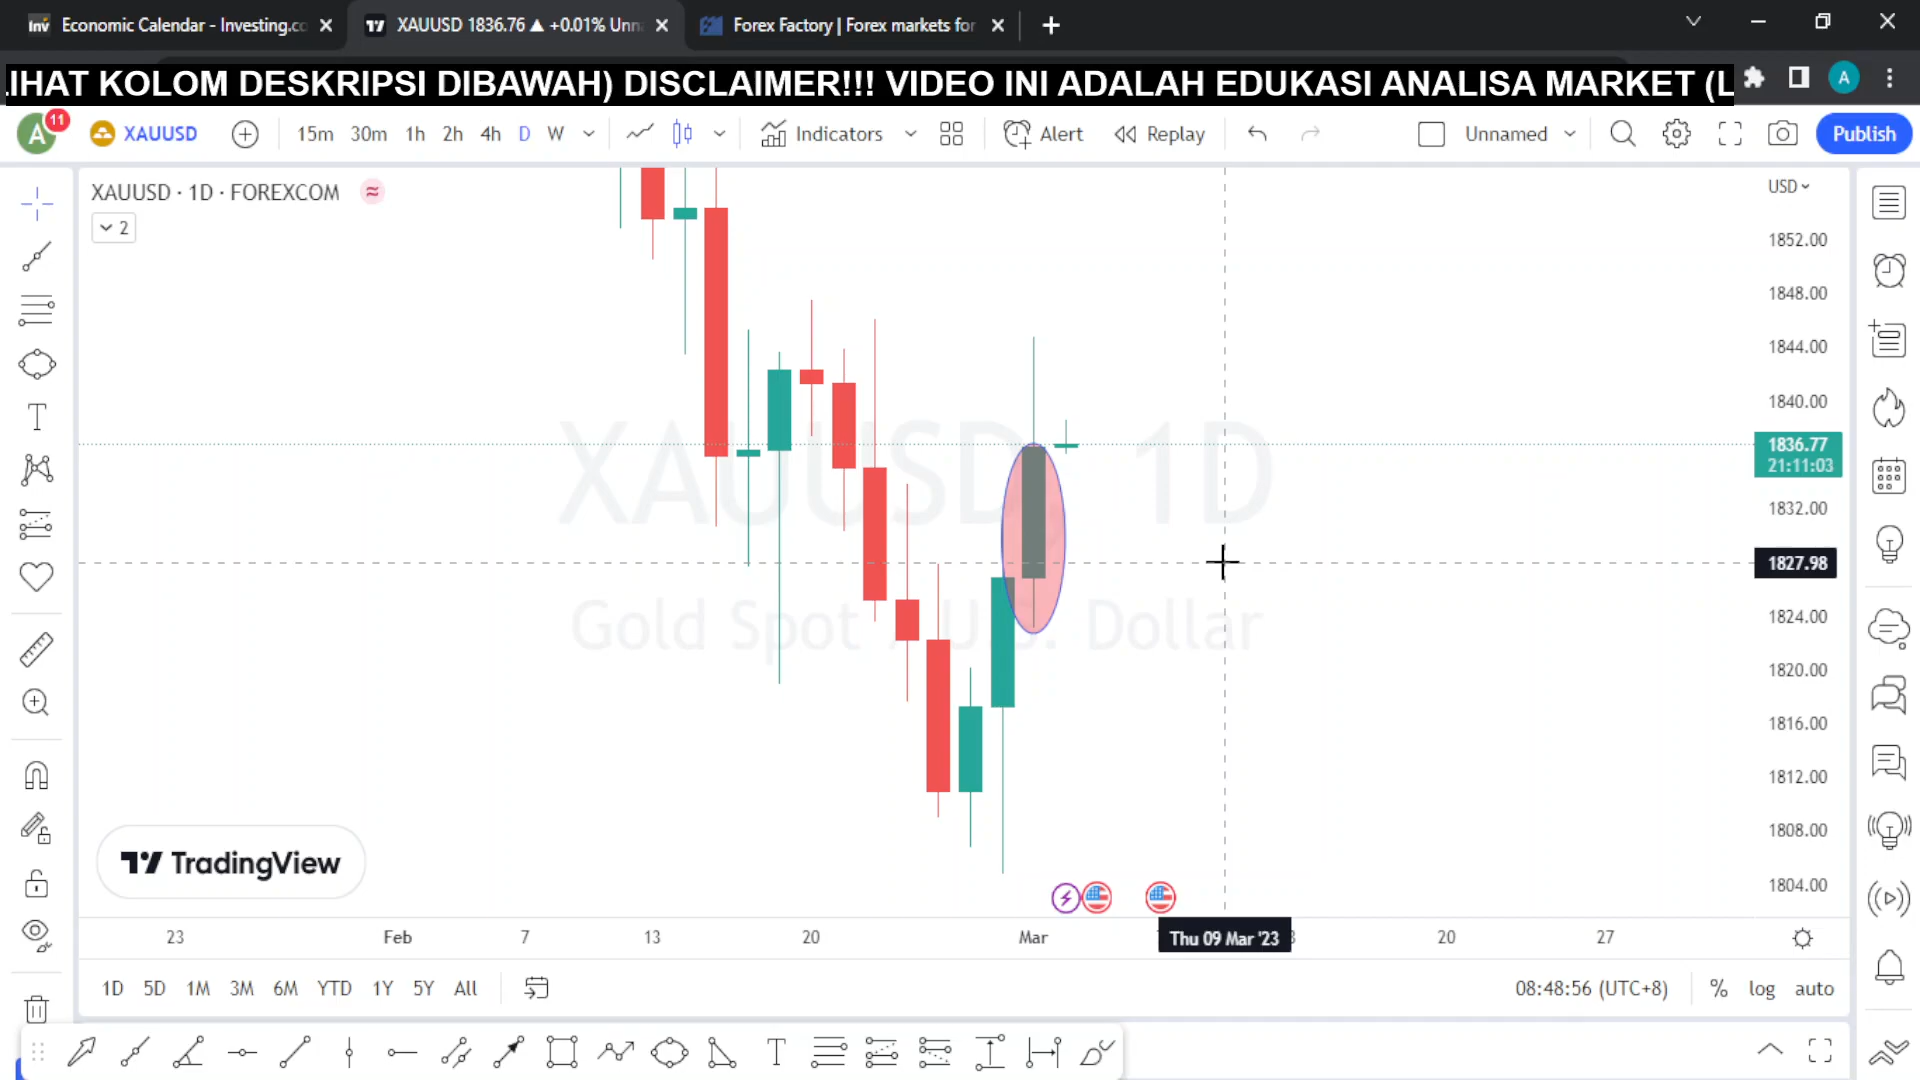 Economic Calendar - Investing.co
XAUUSD 1836.76 ▲ +0.01% Unn
Forex Factory | Forex markets for
LIHAT KOLOM DESKRIPSI DIBAWAH) DISCLAIMER!!! VIDEO INI ADALAH EDUKASI ANALISA MARKET (L
A
A
11
XAUUSD
15m 30m 1h 2h 4h D W
Indicators
Alert
Replay
Unnamed
Publish
XAUUSD · 1D · FOREXCOM
2
USD
1852.00
1848.00
1844.00
1840.00
1836.77
21:11:03
1832.00
1827.98
1824.00
1820.00
1816.00
1812.00
1808.00
1804.00
XAUUSD, 1D
Gold Spot / U.S. Dollar
TradingView
23 Feb 7 13 20 Mar Thu 09 Mar '23 20 27
1D 5D 1M 3M 6M YTD 1Y 5Y All
08:48:56 (UTC+8) % log auto